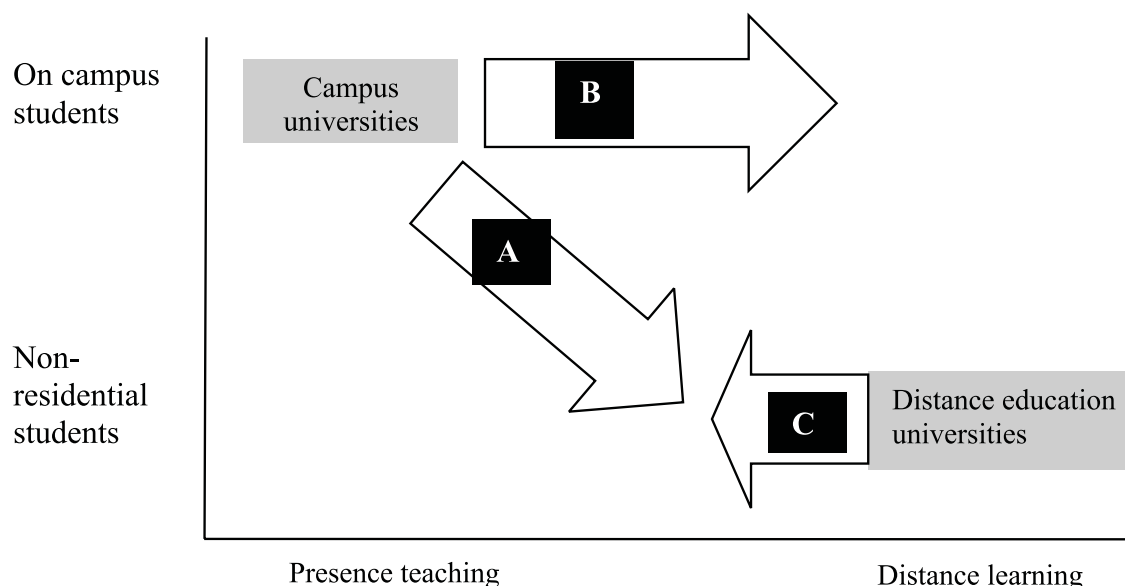 On campus
students
Campus
universities
B
A
Non-
residential
students
C
Distance education
universities
Presence teaching
Distance learning